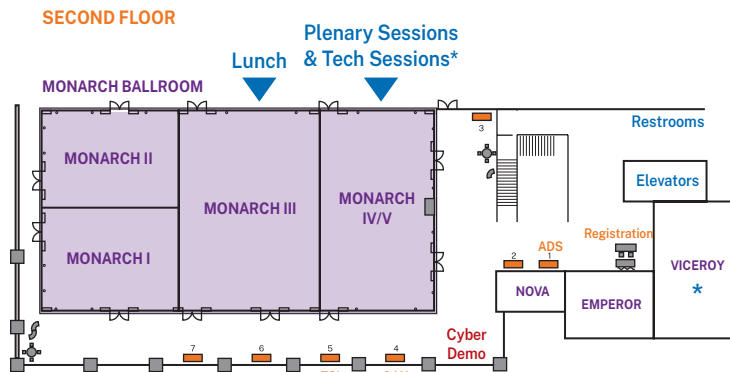 SECOND FLOOR
Plenary Sessions
& Tech Sessions*
Lunch
MONARCH BALLROOM
3
Restrooms
MONARCH II
MONARCH III
MONARCH
IV/V
Elevators
MONARCH I
Registration
ADS
2
1
VICEROY
*
NOVA
EMPEROR
Cyber
Demo
7
6
5
4